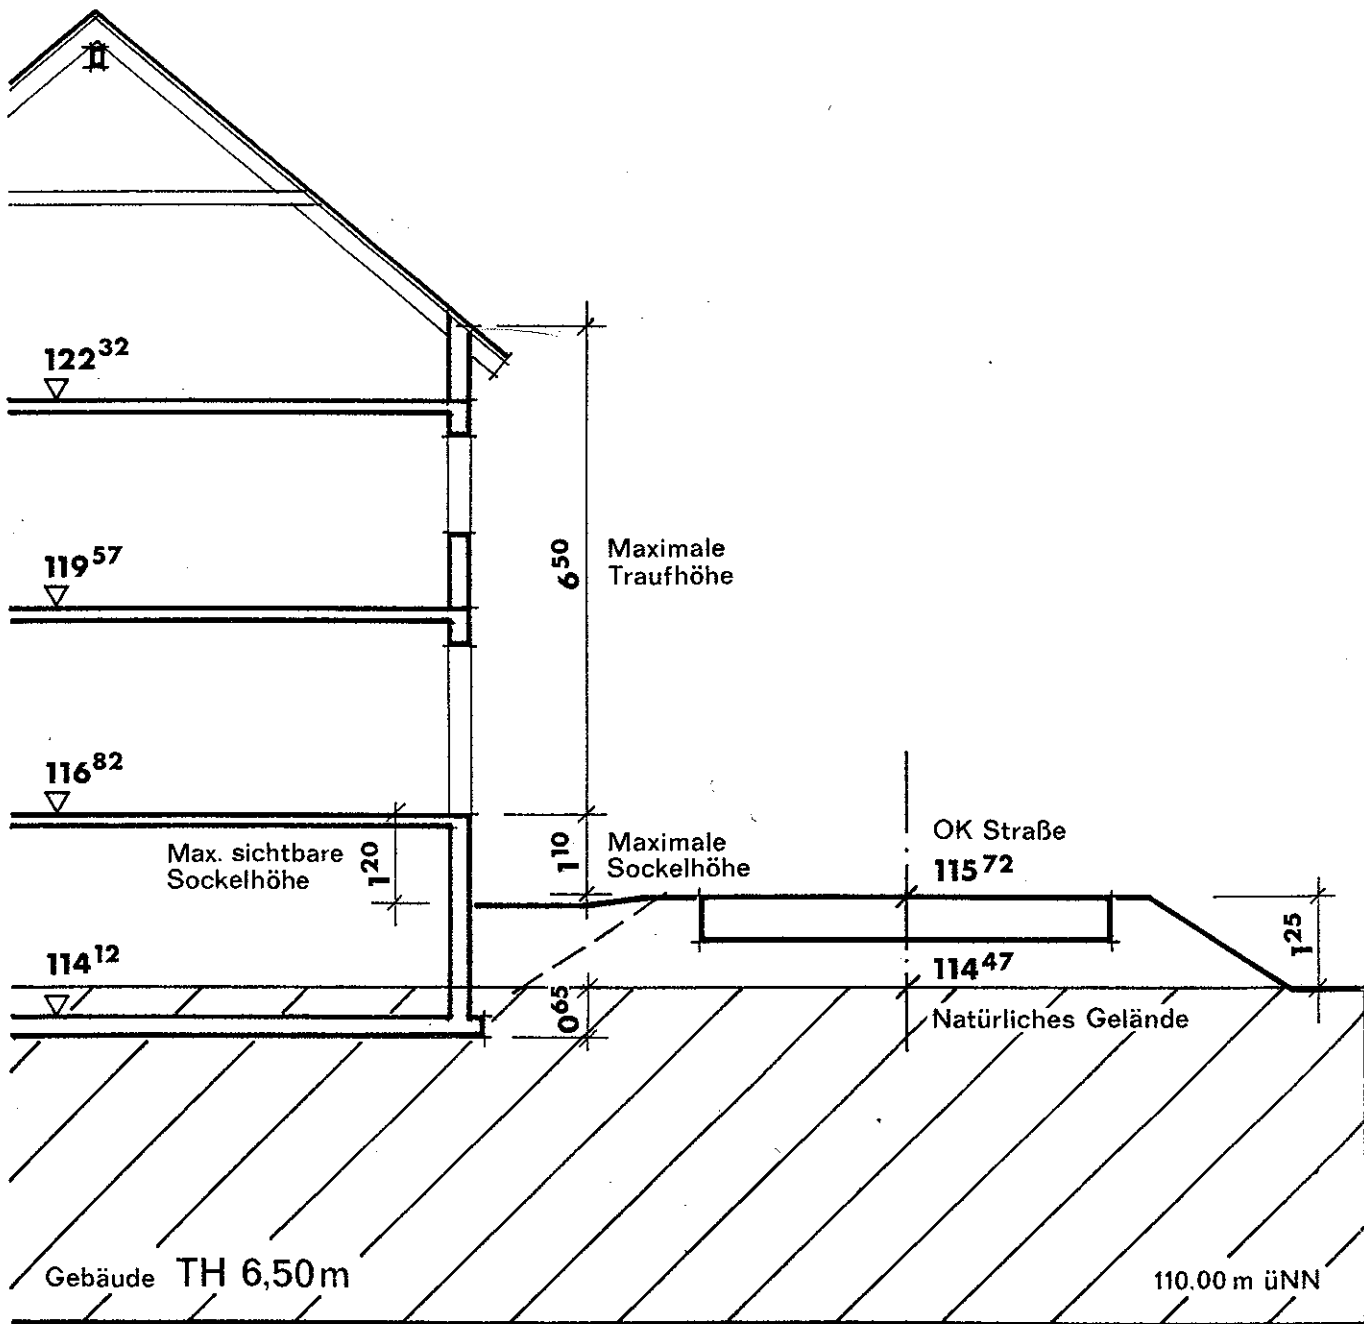 122³²
119⁵⁷
6⁵⁰
Maximale
Traufhöhe
116⁸²
Max. sichtbare
Sockelhöhe
1²⁰
1¹⁰
Maximale
Sockelhöhe
OK Straße
115⁷²
1²⁵
114¹²
0⁶⁵
114⁴⁷
Natürliches Gelände
Gebäude TH 6,50m
110,00 m üNN